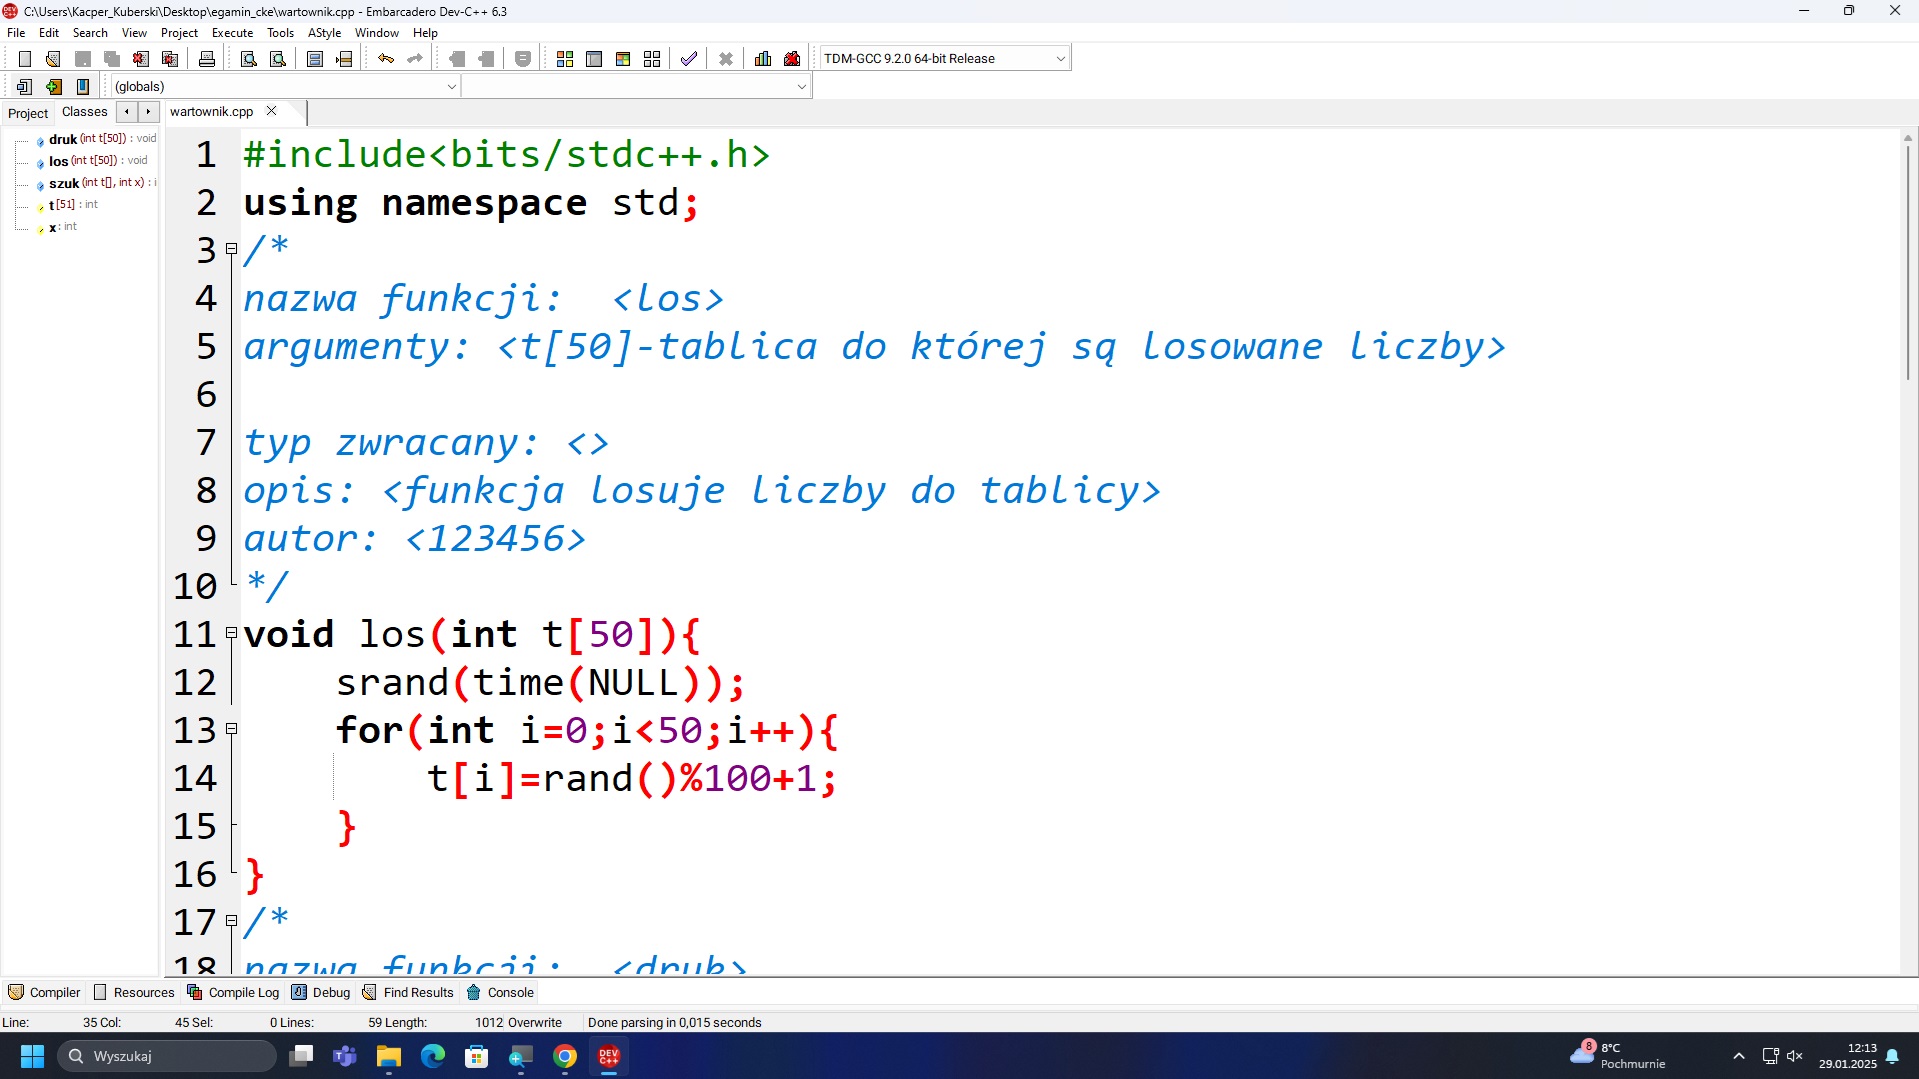 C:\Users\Kacper_Kuberski\Desktop\egamin_cke\wartownik.cpp - Embarcadero Dev-C++ 6.3
File Edit Search View Project Execute Tools AStyle Window Help
TDM-GCC 9.2.0 64-bit Release
(globals)
Project Classes wartownik.cpp
druk (int t[50]) : void
los (int t[50]) : void
szuk (int t[], int x) : i
t [51] : int
x : int
1 #include<bits/stdc++.h>
2 using namespace std;
3 /*
4 nazwa funkcji:  <los>
5 argumenty: <t[50]-tablica do której są losowane liczby>
6
7 typ zwracany: <>
8 opis: <funkcja losuje liczby do tablicy>
9 autor: <123456>
10 */
11 void los(int t[50]){
12     srand(time(NULL));
13     for(int i=0;i<50;i++){
14         t[i]=rand()%100+1;
15     }
16 }
17 /*
18 nazwa funkcji:  <druk>
Compiler Resources Compile Log Debug Find Results Console
Line: 35 Col: 45 Sel: 0 Lines: 59 Length: 1012 Overwrite Done parsing in 0,015 seconds
Wyszukaj
DEV C++
8
8°C
Pochmurnie
12:13
29.01.2025